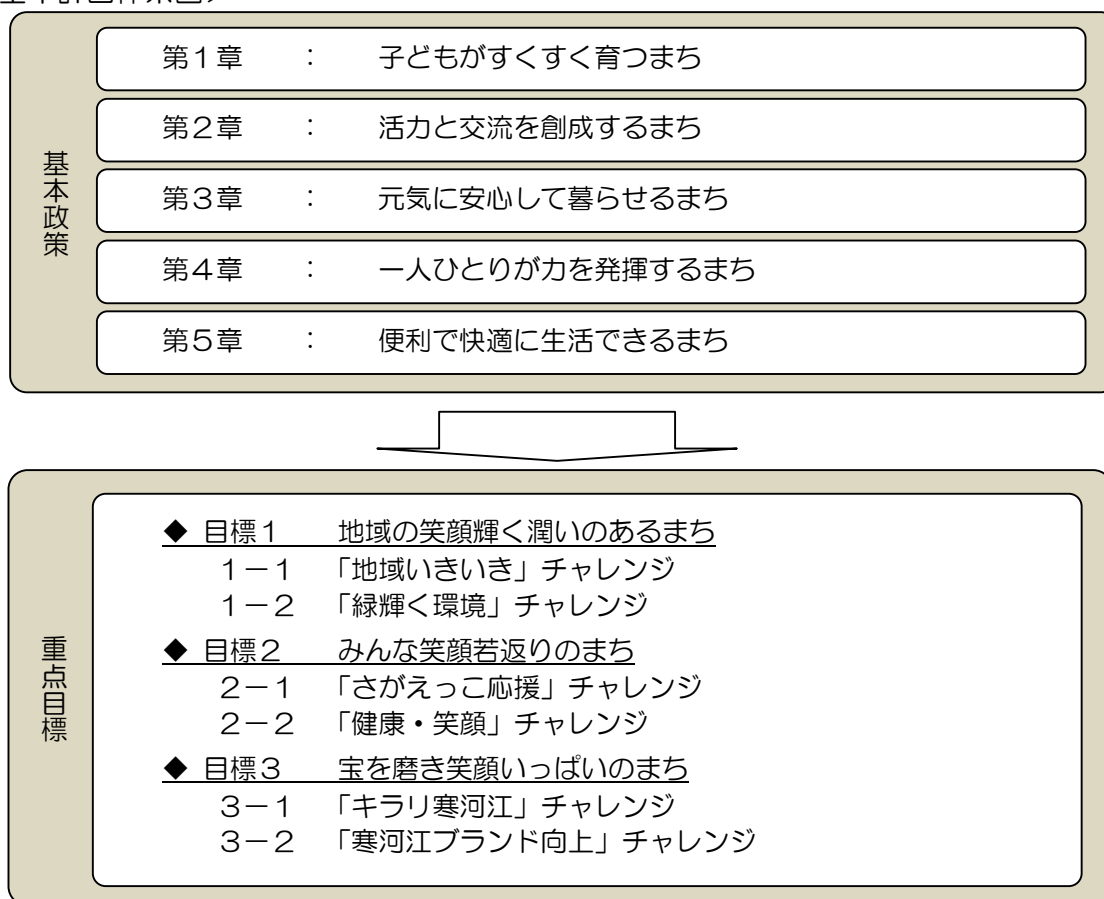 基本政策
第１章　：　子どもがすくすく育つまち
第２章　：　活力と交流を創成するまち
第３章　：　元気に安心して暮らせるまち
第４章　：　一人ひとりが力を発揮するまち
第５章　：　便利で快適に生活できるまち
重点目標
◆ 目標１　地域の笑顔輝く潤いのあるまち
１－１　「地域いきいき」チャレンジ
１－２　「緑輝く環境」チャレンジ
◆ 目標２　みんな笑顔若返りのまち
２－１　「さがえっこ応援」チャレンジ
２－２　「健康・笑顔」チャレンジ
◆ 目標３　宝を磨き笑顔いっぱいのまち
３－１　「キラリ寒河江」チャレンジ
３－２　「寒河江ブランド向上」チャレンジ